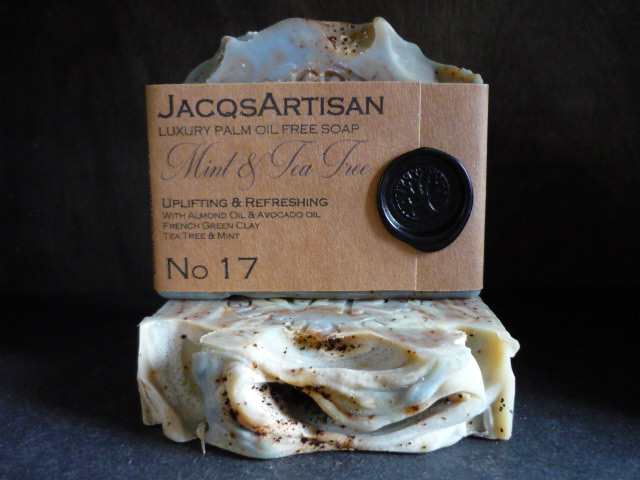 JacqsArtisan
Luxury Palm Oil Free Soap
Mint & Tea Tree
Uplifting & Refreshing
With Almond Oil & Avocado oil
French Green Clay
Tea Tree & Mint
No 17